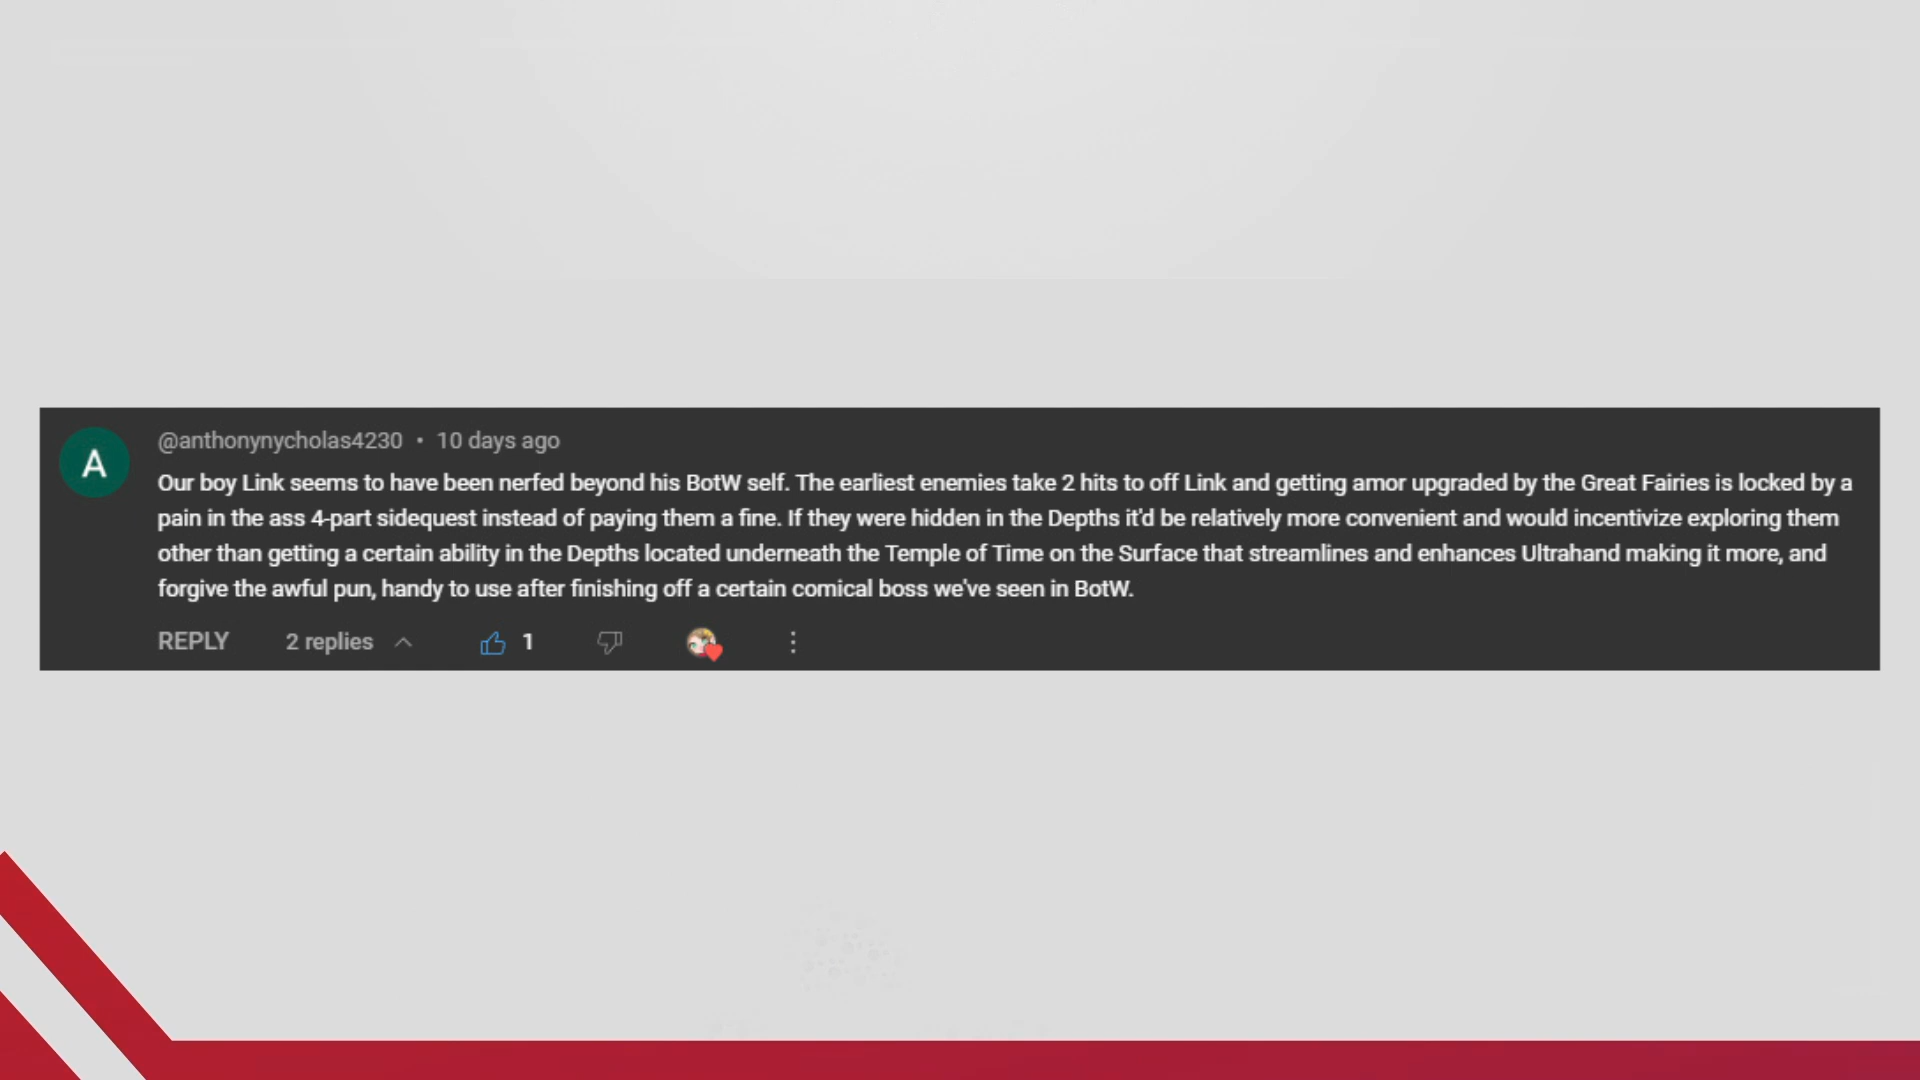 A
@anthonynycholas4230 • 10 days ago
Our boy Link seems to have been nerfed beyond his BotW self. The earliest enemies take 2 hits to off Link and getting amor upgraded by the Great Fairies is locked by a
pain in the ass 4-part sidequest instead of paying them a fine. If they were hidden in the Depths it'd be relatively more convenient and would incentivize exploring them
other than getting a certain ability in the Depths located underneath the Temple of Time on the Surface that streamlines and enhances Ultrahand making it more, and
forgive the awful pun, handy to use after finishing off a certain comical boss we've seen in BotW.
REPLY 2 replies 1